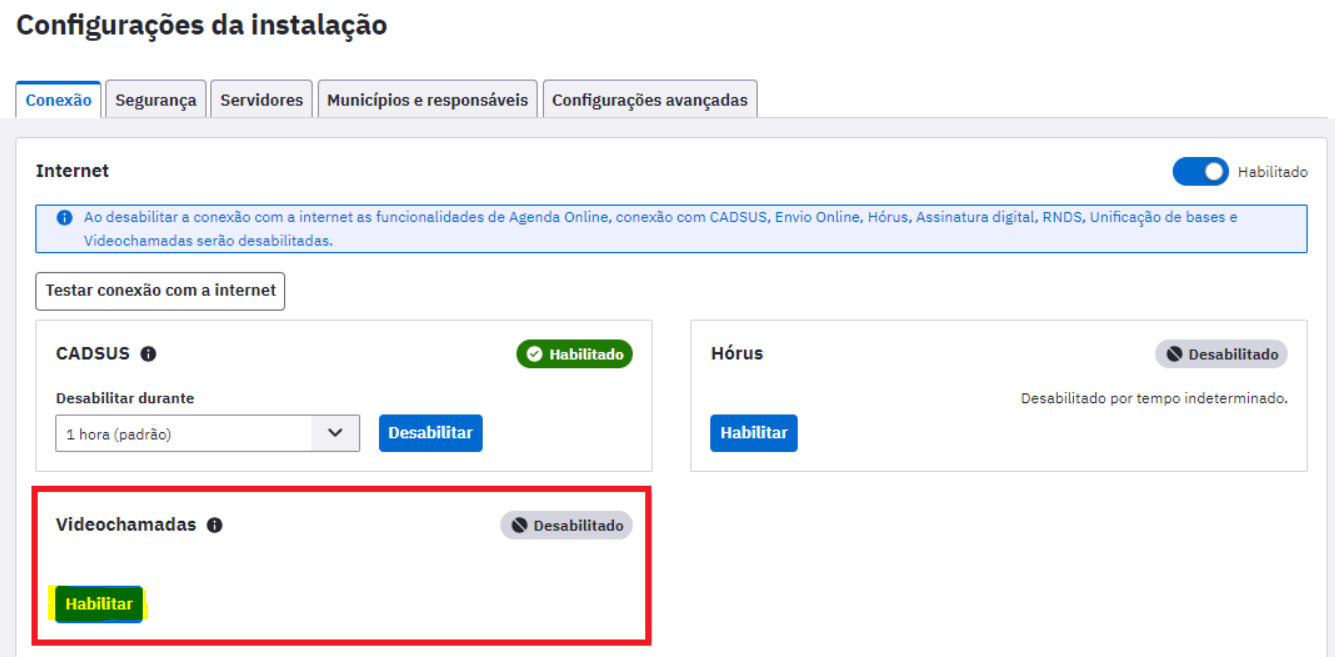 Configurações da instalação
Conexão
Segurança
Servidores
Municípios e responsáveis
Configurações avançadas
Internet
Habilitado
Ao desabilitar a conexão com a internet as funcionalidades de Agenda Online, conexão com CADSUS, Envio Online, Hórus, Assinatura digital, RNDS, Unificação de bases e
Videochamadas serão desabilitadas.
Testar conexão com a internet
CADSUS
Habilitado
Desabilitar durante
1 hora (padrão)
Desabilitar
Hórus
Desabilitado
Desabilitado por tempo indeterminado.
Habilitar
Videochamadas
Desabilitado
Habilitar